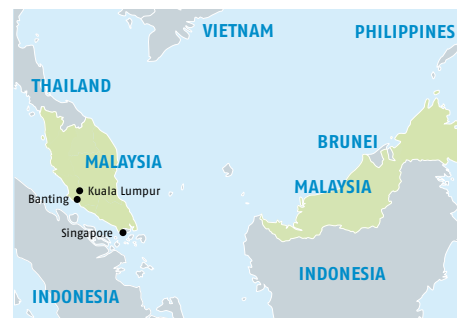 VIETNAM
PHILIPPINES
THAILAND
BRUNEI
MALAYSIA
MALAYSIA
Kuala Lumpur
Banting
Singapore
INDONESIA
INDONESIA